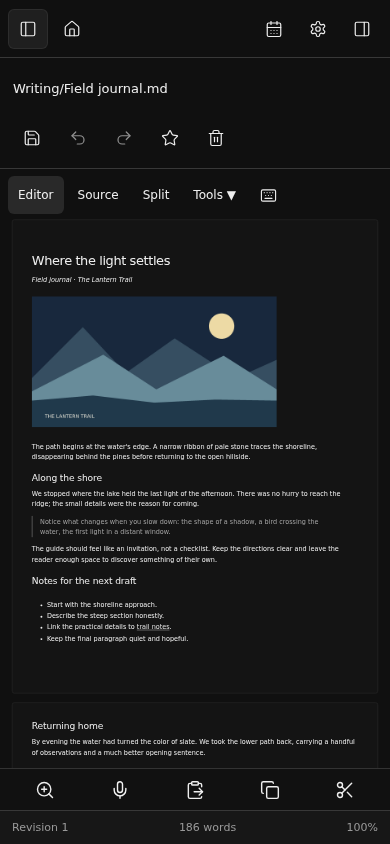 Writing/Field journal.md
Editor
Source
Split
Tools ▼
Where the light settles
Field journal · The Lantern Trail
THE LANTERN TRAIL
The path begins at the water's edge. A narrow ribbon of pale stone traces the shoreline,
disappearing behind the pines before returning to the open hillside.
Along the shore
We stopped where the lake held the last light of the afternoon. There was no hurry to reach the
ridge; the small details were the reason for coming.
Notice what changes when you slow down: the shape of a shadow, a bird crossing the
water, the first light in a distant window.
The guide should feel like an invitation, not a checklist. Keep the directions clear and leave the
reader enough space to discover something of their own.
Notes for the next draft
• Start with the shoreline approach.
• Describe the steep section honestly.
• Link the practical details to trail notes.
• Keep the final paragraph quiet and hopeful.
Returning home
By evening the water had turned the color of slate. We took the lower path back, carrying a handful
of observations and a much better opening sentence.
Revision 1
186 words
100%